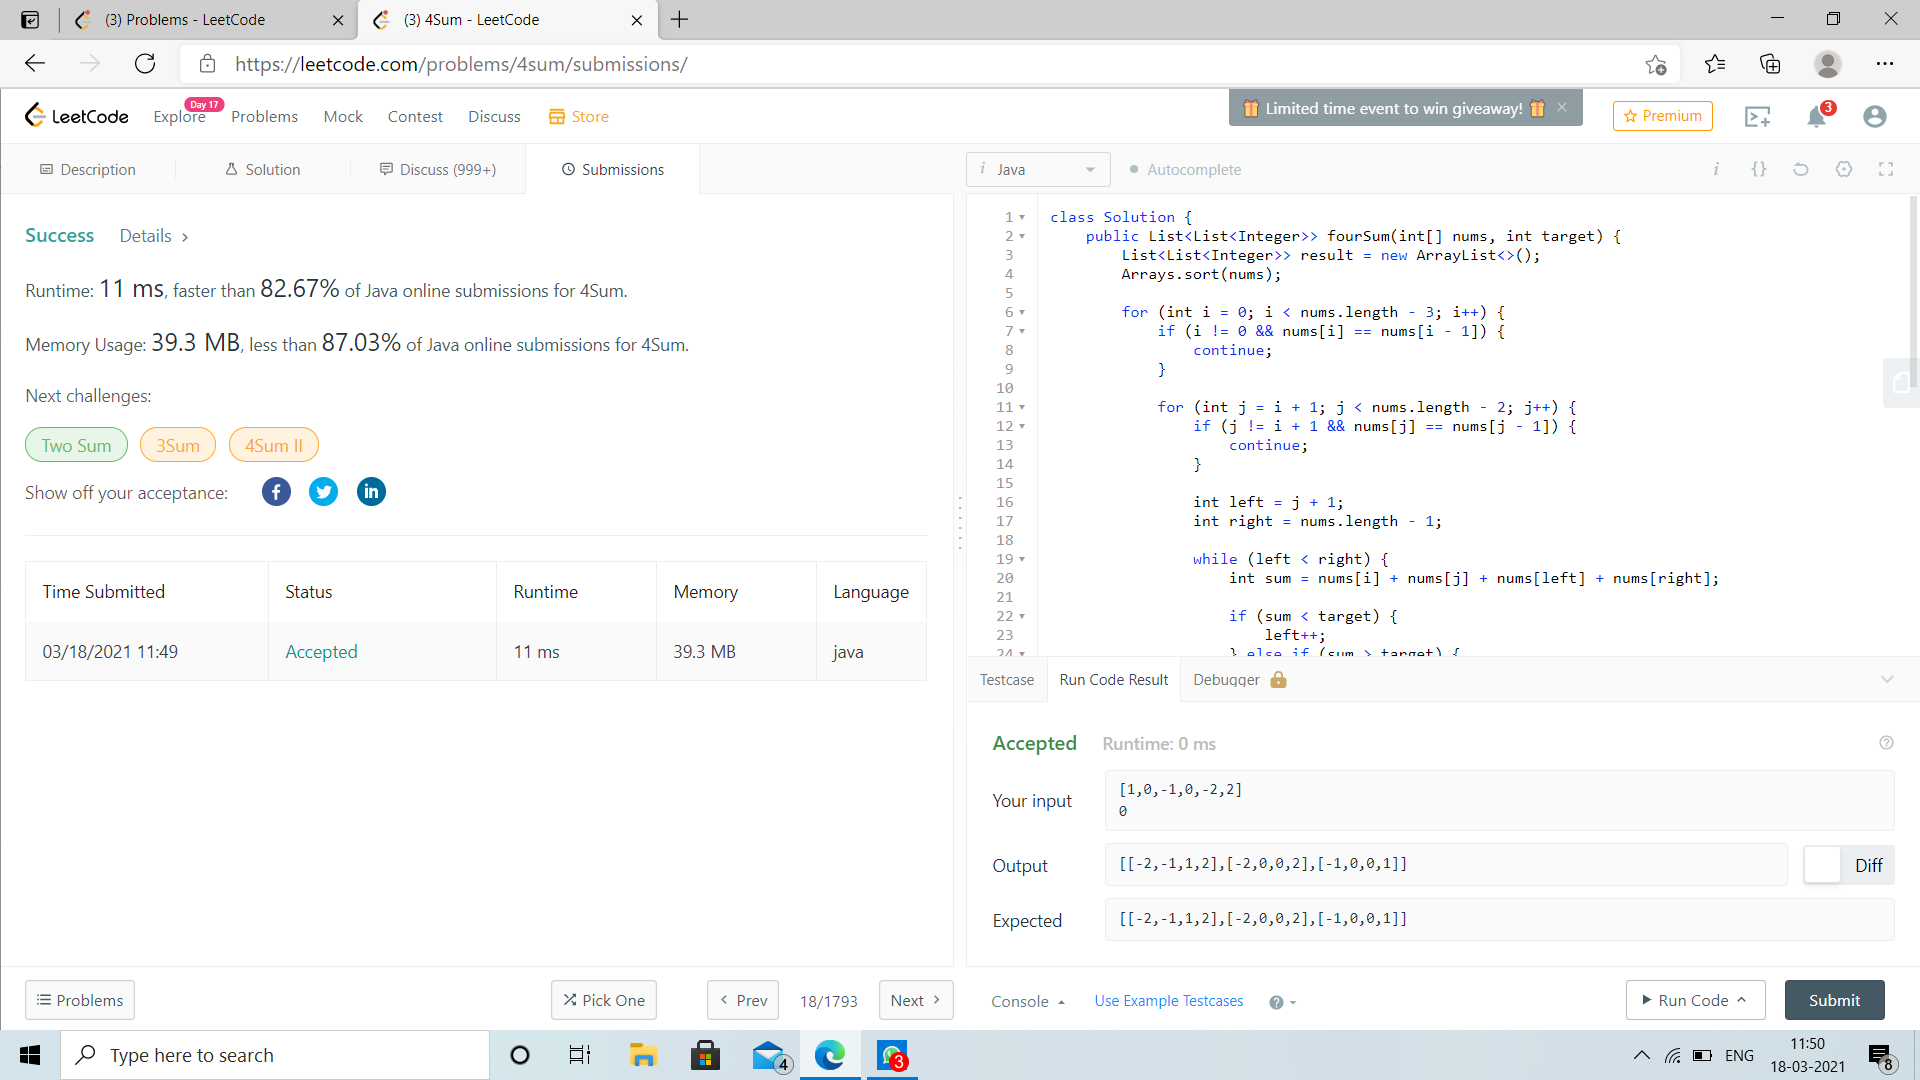 (3) Problems - LeetCode
(3) 4Sum - LeetCode
https://leetcode.com/problems/4sum/submissions/
LeetCode
Explore
Day 17
Problems
Mock
Contest
Discuss
Store
Limited time event to win giveaway!
Premium
3
Description
Solution
Discuss (999+)
Submissions
i Java
Autocomplete
Success
Details >
Runtime: 11 ms, faster than 82.67% of Java online submissions for 4Sum.
Memory Usage: 39.3 MB, less than 87.03% of Java online submissions for 4Sum.
Next challenges:
Two Sum
3Sum
4Sum II
Show off your acceptance:
Time Submitted Status Runtime Memory Language
03/18/2021 11:49 Accepted 11 ms 39.3 MB java
1 class Solution {
2 public List<List<Integer>> fourSum(int[] nums, int target) {
3 List<List<Integer>> result = new ArrayList<>();
4 Arrays.sort(nums);
5
6 for (int i = 0; i < nums.length - 3; i++) {
7 if (i != 0 && nums[i] == nums[i - 1]) {
8 continue;
9 }
10
11 for (int j = i + 1; j < nums.length - 2; j++) {
12 if (j != i + 1 && nums[j] == nums[j - 1]) {
13 continue;
14 }
15
16 int left = j + 1;
17 int right = nums.length - 1;
18
19 while (left < right) {
20 int sum = nums[i] + nums[j] + nums[left] + nums[right];
21
22 if (sum < target) {
23 left++;
24 } else if (sum > target) {
Testcase
Run Code Result
Debugger
Accepted
Runtime: 0 ms
Your input
[1,0,-1,0,-2,2]
0
Output
[[-2,-1,1,2],[-2,0,0,2],[-1,0,0,1]]
Diff
Expected
[[-2,-1,1,2],[-2,0,0,2],[-1,0,0,1]]
Problems
Pick One
< Prev
18/1793
Next >
Console
Use Example Testcases
Run Code
Submit
Type here to search
4
3
ENG
11:50
18-03-2021
8